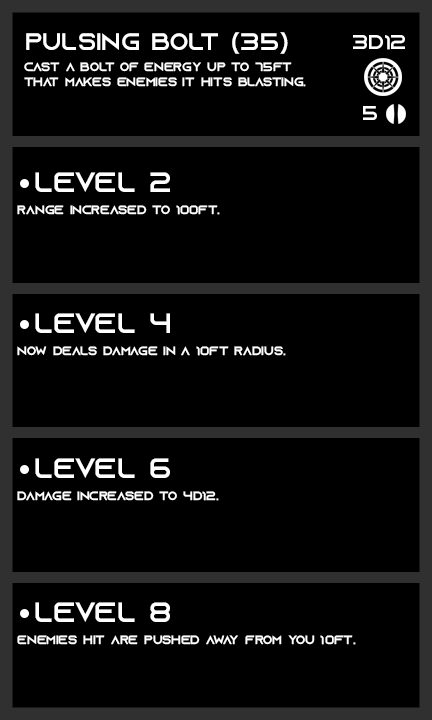 PULSING BOLT (35)
3D12
CAST A BOLT OF ENERGY UP TO 75FT
THAT MAKES ENEMIES IT HITS BLASTING.
5
•LEVEL 2
RANGE INCREASED TO 100FT.
•LEVEL 4
NOW DEALS DAMAGE IN A 10FT RADIUS.
•LEVEL 6
DAMAGE INCREASED TO 4D12.
•LEVEL 8
ENEMIES HIT ARE PUSHED AWAY FROM YOU 10FT.